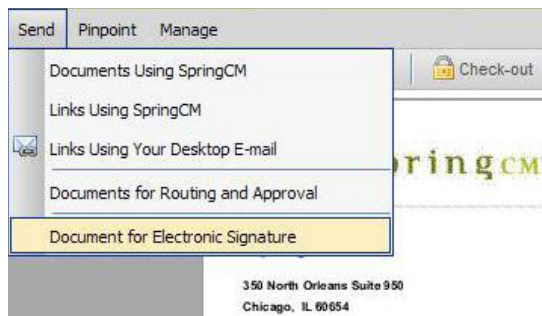 Send Pinpoint Manage
Documents Using SpringCM
Check-out
Links Using SpringCM
Links Using Your Desktop E-mail
ringCM
Documents for Routing and Approval
Document for Electronic Signature
350 North Orleans Suite 950
Chicago, IL 60654